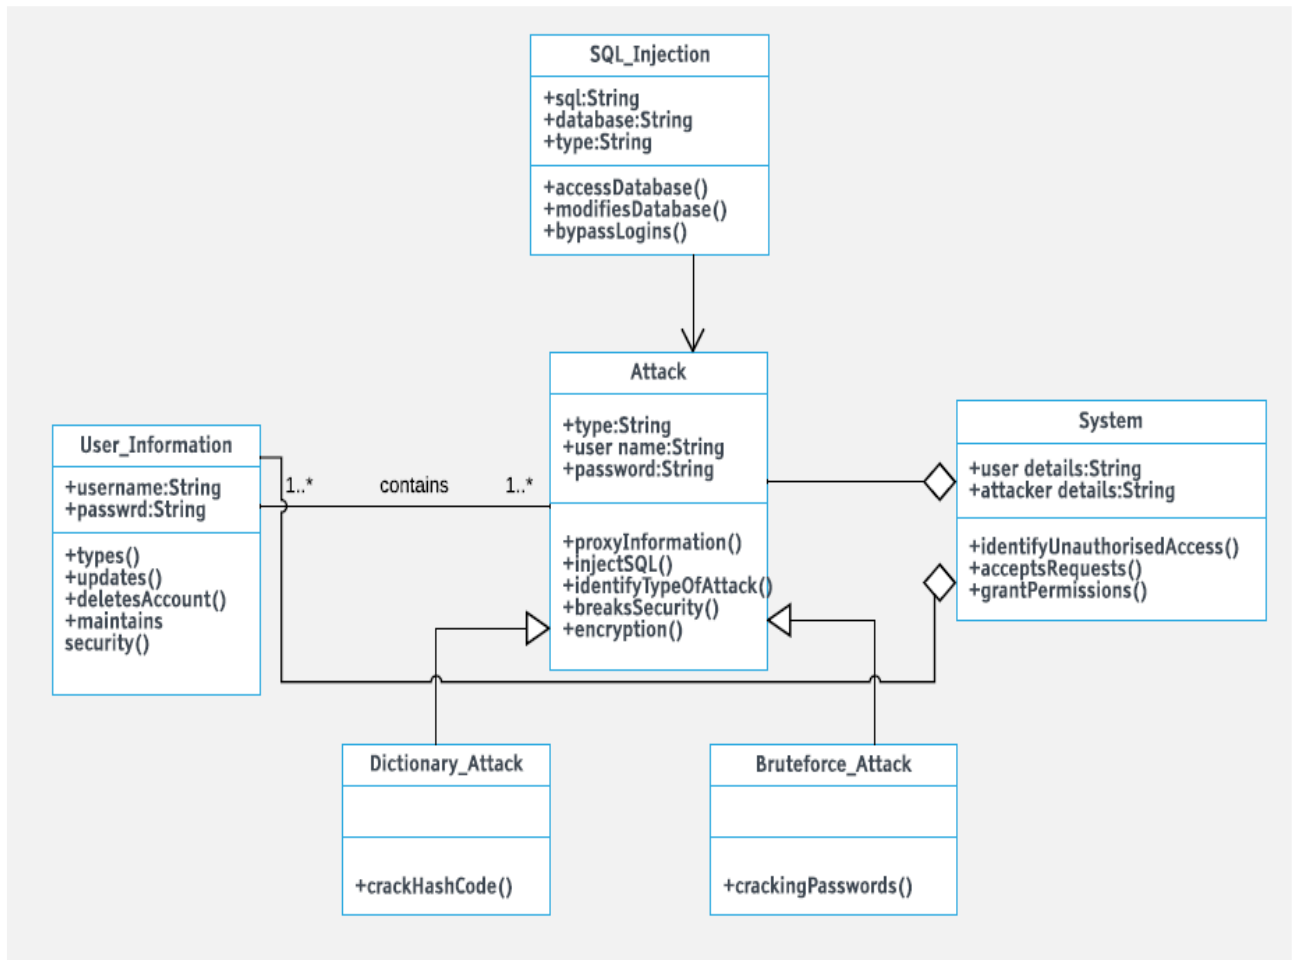 SQL_Injection
+sql:String
+database:String
+type:String
+accessDatabase()
+modifiesDatabase()
+bypassLogins()
Attack
+type:String
+user name:String
+password:String
+proxyInformation()
+injectSQL()
+identifyTypeOfAttack()
+breaksSecurity()
+encryption()
System
+user details:String
+attacker details:String
+identifyUnauthorisedAccess()
+acceptsRequests()
+grantPermissions()
User_Information
+username:String
+passwrd:String
+types()
+updates()
+deletesAccount()
+maintains
security()
1..* contains 1..*
Dictionary_Attack
+crackHashCode()
Bruteforce_Attack
+crackingPasswords()